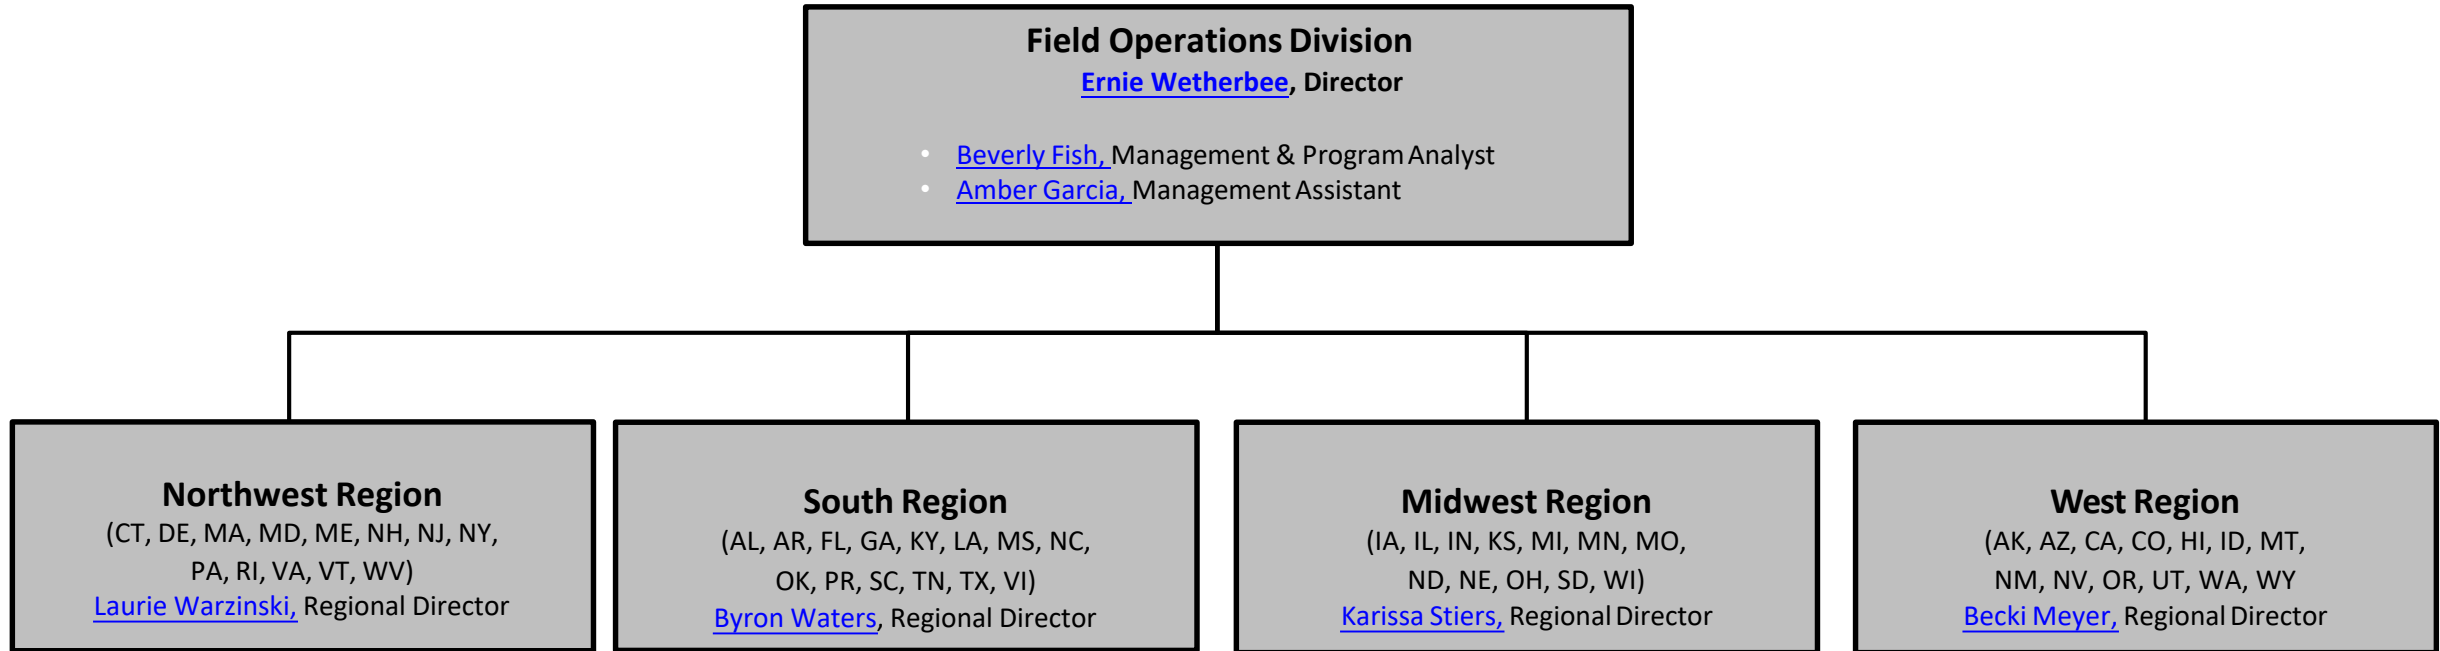 Field Operations Division
Ernie Wetherbee, Director
• Beverly Fish, Management & Program Analyst
• Amber Garcia, Management Assistant
Northwest Region
(CT, DE, MA, MD, ME, NH, NJ, NY,
PA, RI, VA, VT, WV)
Laurie Warzinski, Regional Director
South Region
(AL, AR, FL, GA, KY, LA, MS, NC,
OK, PR, SC, TN, TX, VI)
Byron Waters, Regional Director
Midwest Region
(IA, IL, IN, KS, MI, MN, MO,
ND, NE, OH, SD, WI)
Karissa Stiers, Regional Director
West Region
(AK, AZ, CA, CO, HI, ID, MT,
NM, NV, OR, UT, WA, WY
Becki Meyer, Regional Director